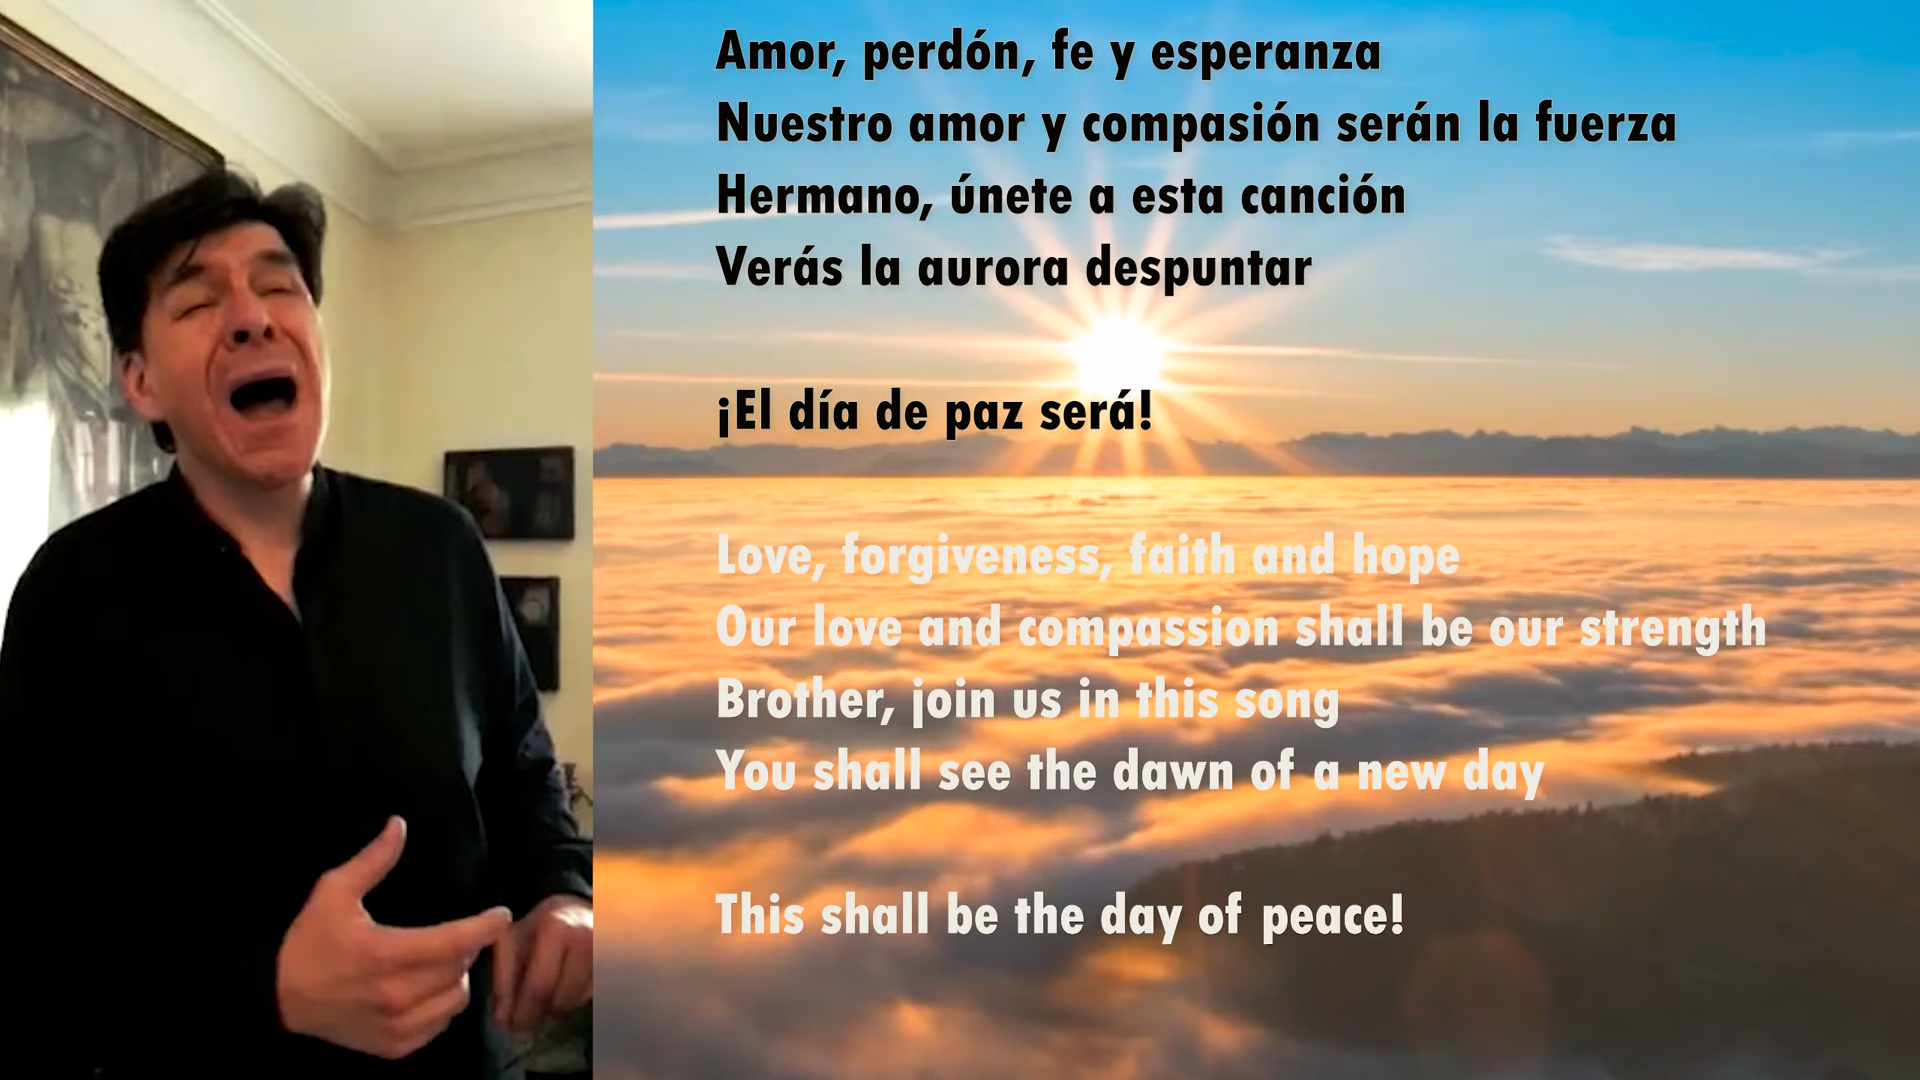 Amor, perdón, fe y esperanza
Nuestro amor y compasión serán la fuerza
Hermano, únete a esta canción
Verás la aurora despuntar
¡El día de paz será!
Love, forgiveness, faith and hope
Our love and compassion shall be our strength
Brother, join us in this song
You shall see the dawn of a new day
This shall be the day of peace!